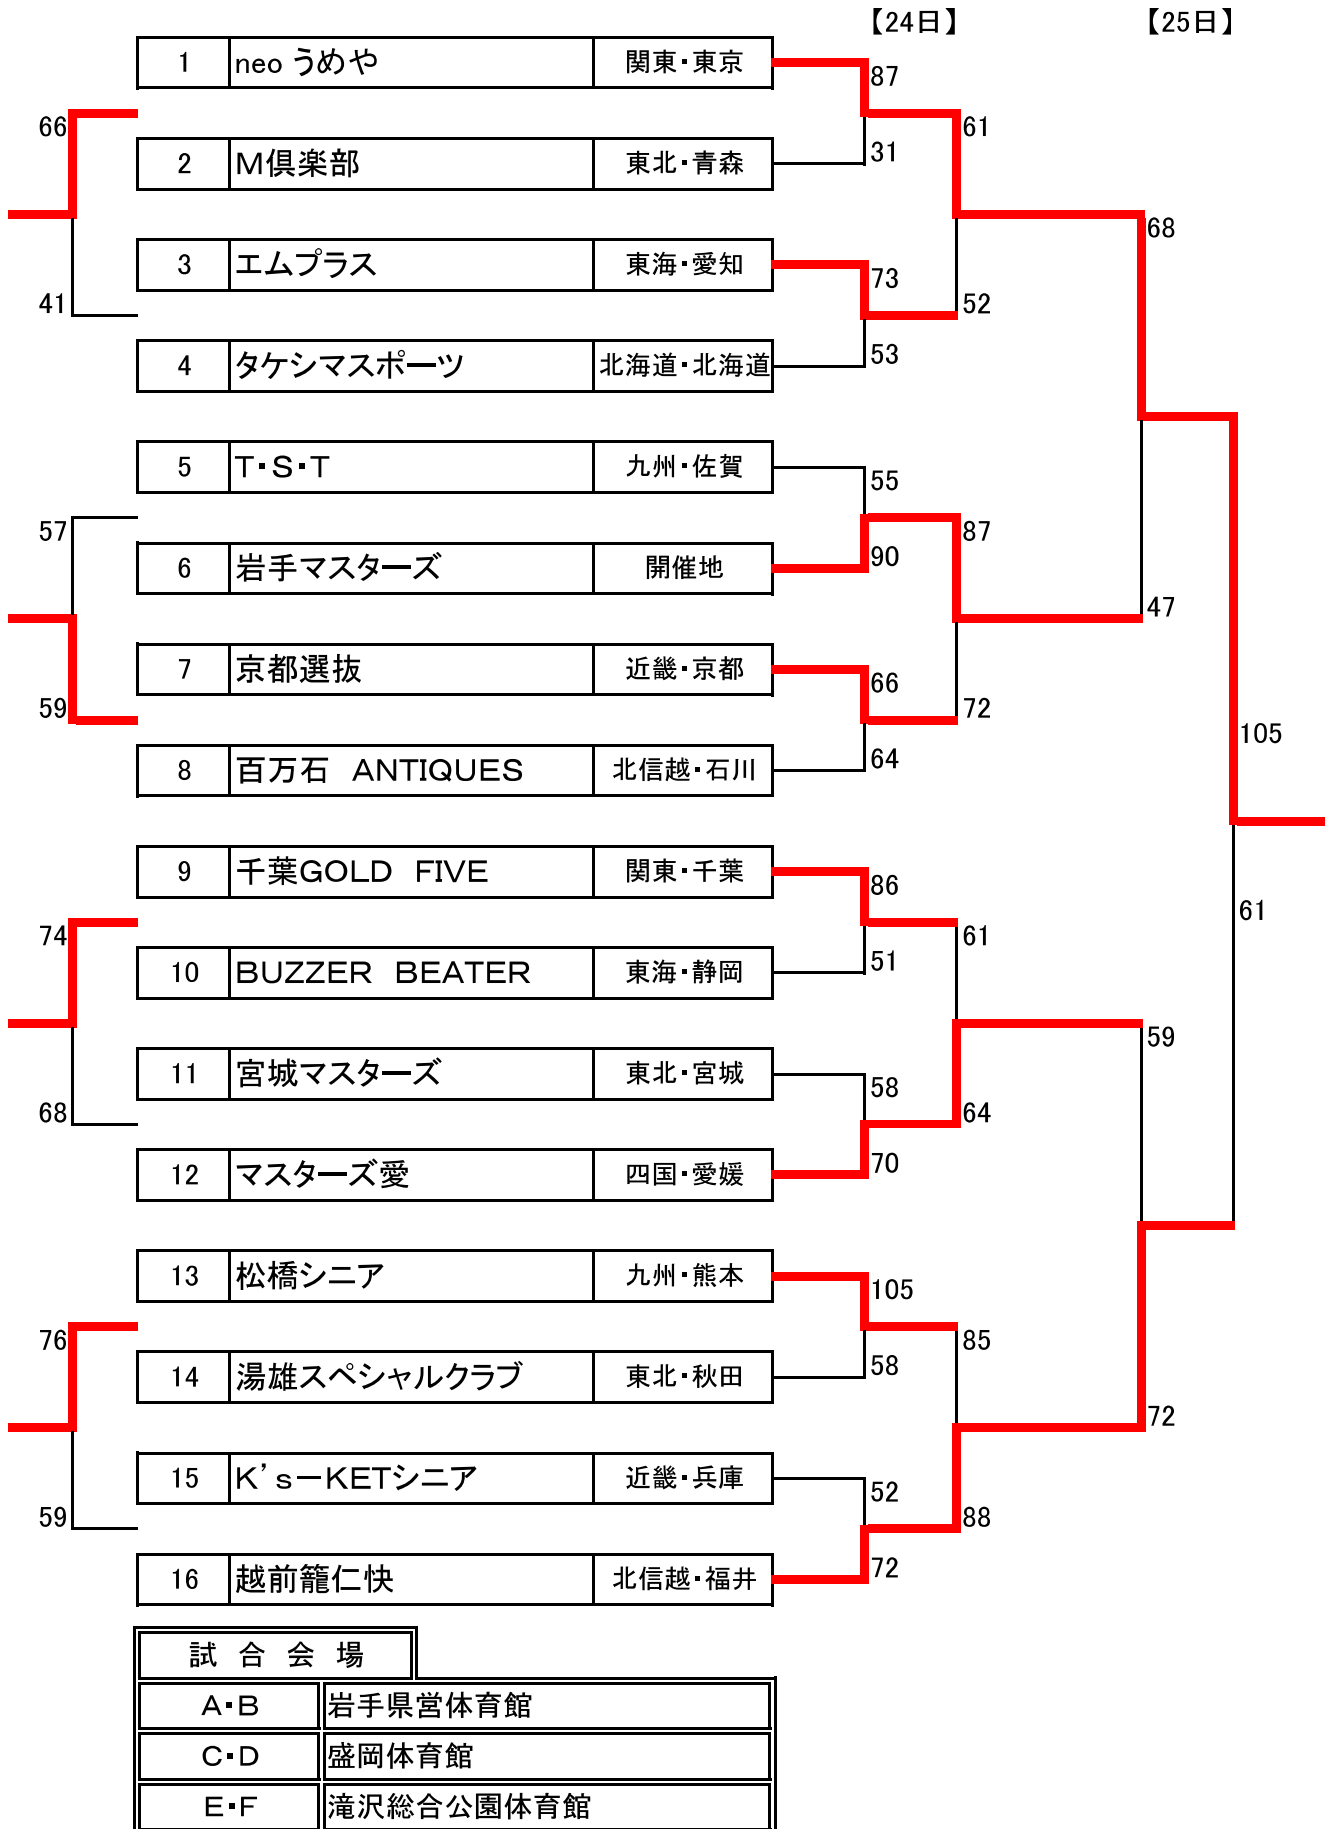 【24日】 【25日】
1 neo うめや 関東・東京
87
66 61
2 M倶楽部 東北・青森
31
68
3 エムプラス 東海・愛知
73
41 52
4 タケシマスポーツ 北海道・北海道
53
5 T・S・T 九州・佐賀
55
57 87
6 岩手マスターズ 開催地
90
47
7 京都選抜 近畿・京都
66
59 72
105
8 百万石 ANTIQUES 北信越・石川
64
9 千葉GOLD FIVE 関東・千葉
86
61
74 61
10 BUZZER BEATER 東海・静岡
51
59
11 宮城マスターズ 東北・宮城
58
68 64
12 マスターズ愛 四国・愛媛
70
13 松橋シニア 九州・熊本
105
76 85
14 湯雄スペシャルクラブ 東北・秋田
58
72
15 K’s－KETシニア 近畿・兵庫
52
59 88
16 越前籠仁快 北信越・福井
72
試 合 会 場
A・B 岩手県営体育館
C・D 盛岡体育館
E・F 滝沢総合公園体育館